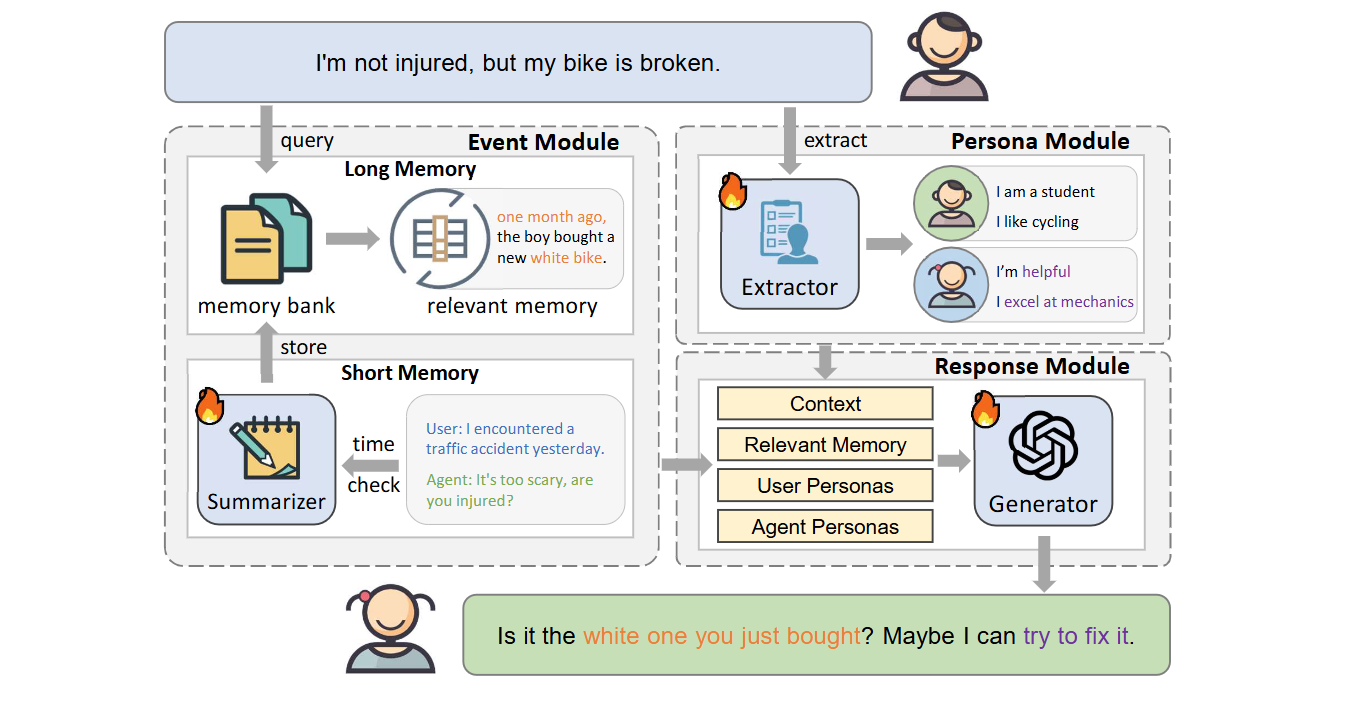 I'm not injured, but my bike is broken.
query
Event Module
Long Memory
one month ago,
the boy bought a
new white bike.
memory bank
relevant memory
store
Short Memory
Summarizer
time
check
User: I encountered a
traffic accident yesterday.
Agent: It's too scary, are
you injured?
extract
Persona Module
Extractor
I am a student
I like cycling
I'm helpful
I excel at mechanics
Response Module
Context
Relevant Memory
User Personas
Agent Personas
Generator
Is it the white one you just bought? Maybe I can try to fix it.